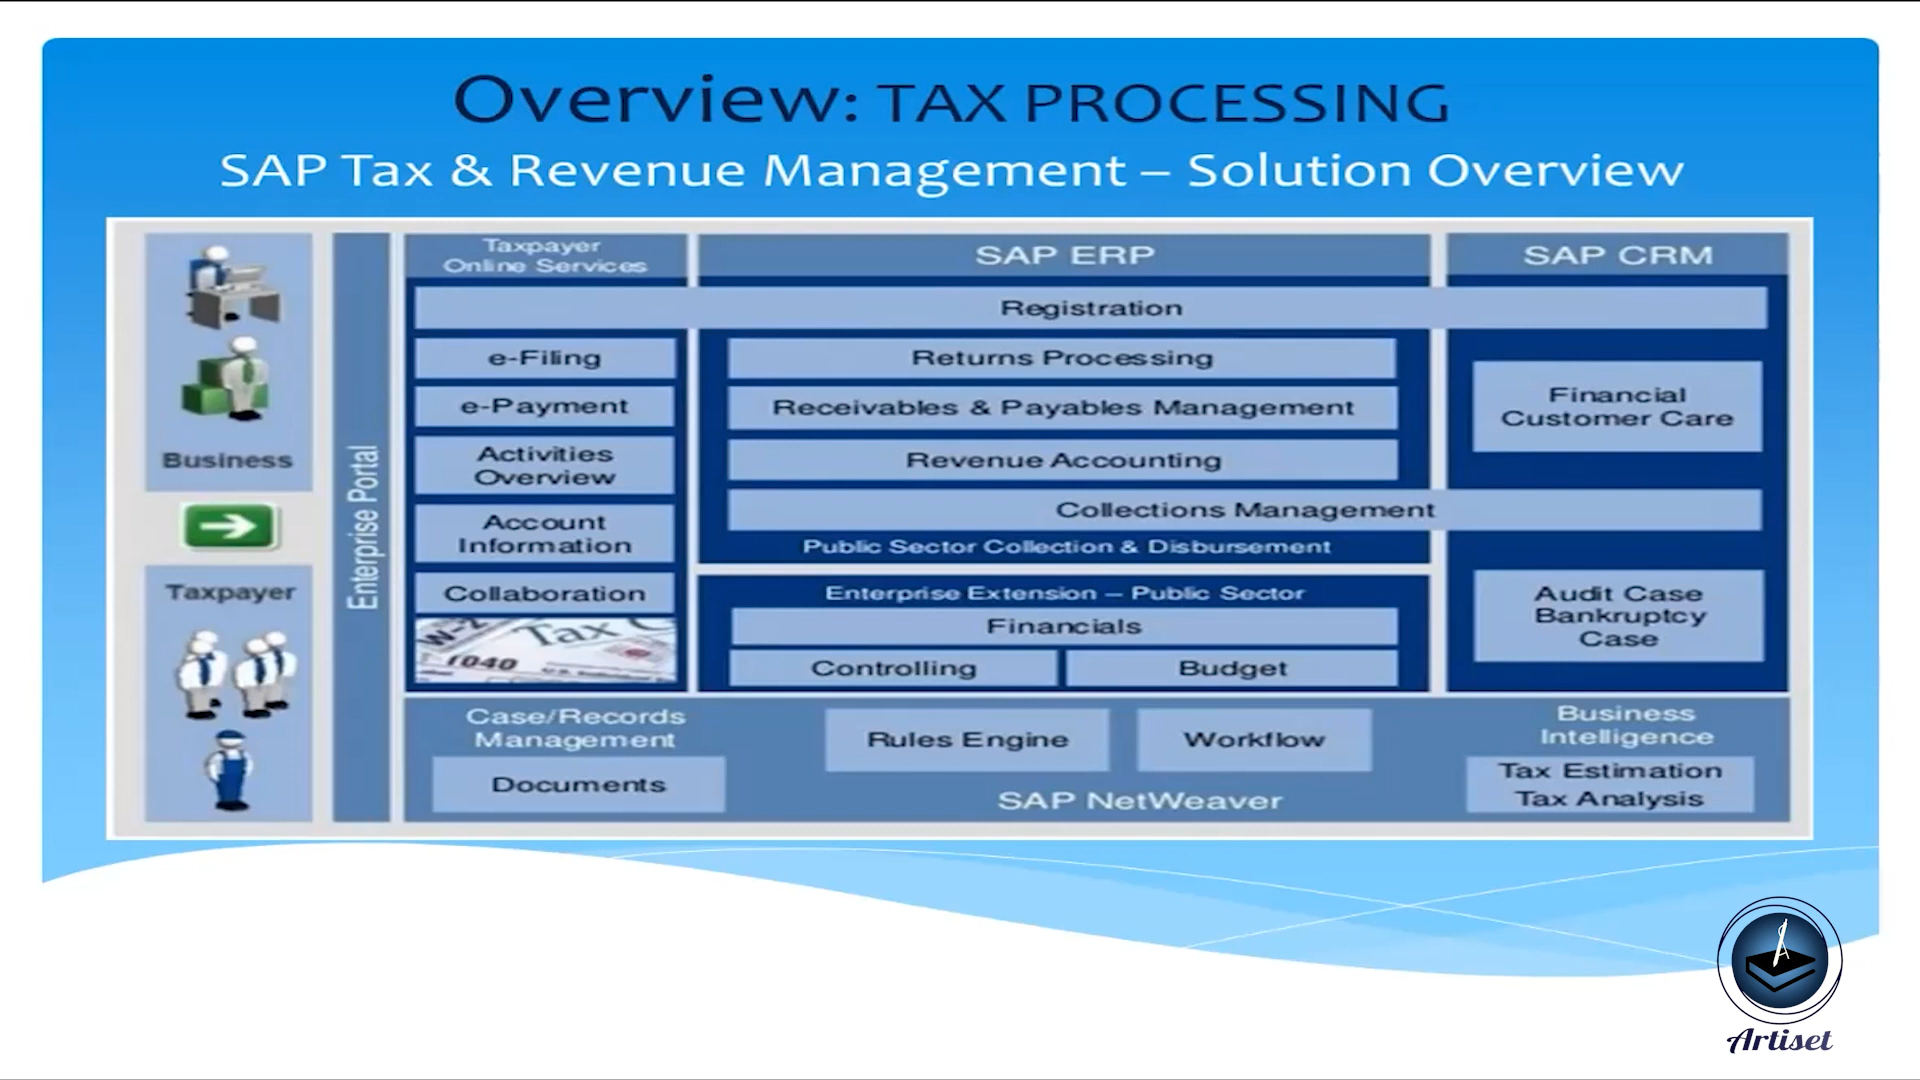 Overview: TAX PROCESSING
SAP Tax & Revenue Management – Solution Overview
Business
Taxpayer
Enterprise Portal
Taxpayer
Online Services
SAP ERP
SAP CRM
Registration
e-Filing
e-Payment
Activities
Overview
Account
Information
Collaboration
W-2
Tax
1040
Returns Processing
Receivables & Payables Management
Revenue Accounting
Collections Management
Public Sector Collection & Disbursement
Enterprise Extension – Public Sector
Financials
Controlling
Budget
Financial
Customer Care
Audit Case
Bankruptcy
Case
Case/Records
Management
Documents
Rules Engine
Workflow
SAP NetWeaver
Business
Intelligence
Tax Estimation
Tax Analysis
Artiset